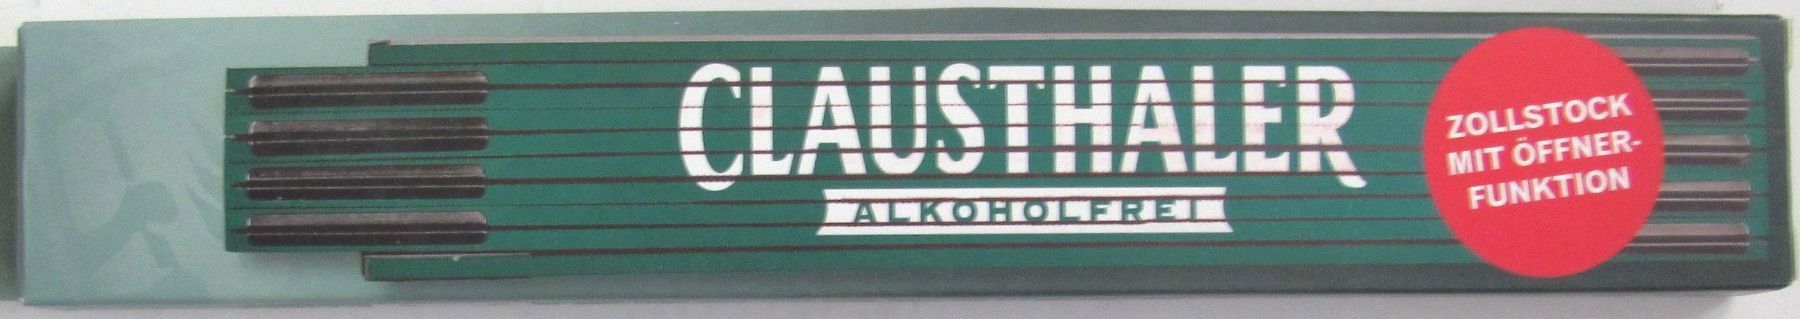 CLAUSTHALER
ALKOHOLFREI
ZOLLSTOCK
MIT ÖFFNER-
FUNKTION